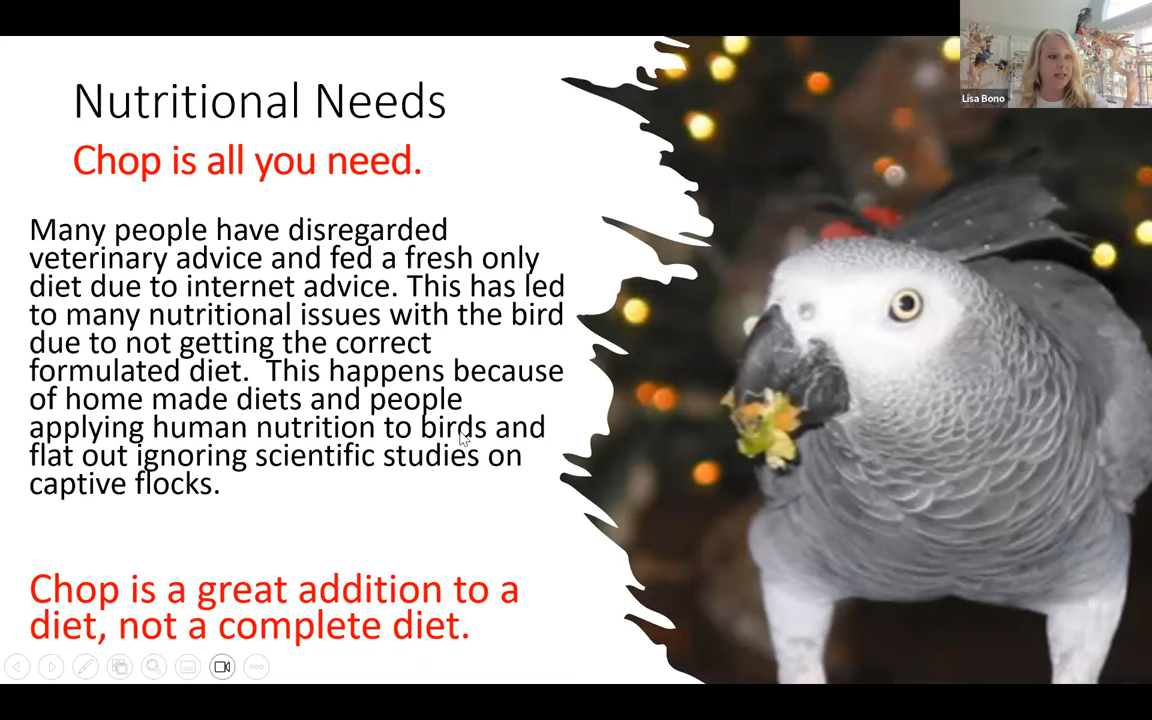 Nutritional Needs
Chop is all you need.
Many people have disregarded
veterinary advice and fed a fresh only
diet due to internet advice. This has led
to many nutritional issues with the bird
due to not getting the correct
formulated diet.  This happens because
of home made diets and people
applying human nutrition to birds and
flat out ignoring scientific studies on
captive flocks.
Chop is a great addition to a
diet, not a complete diet.
Lisa Bono